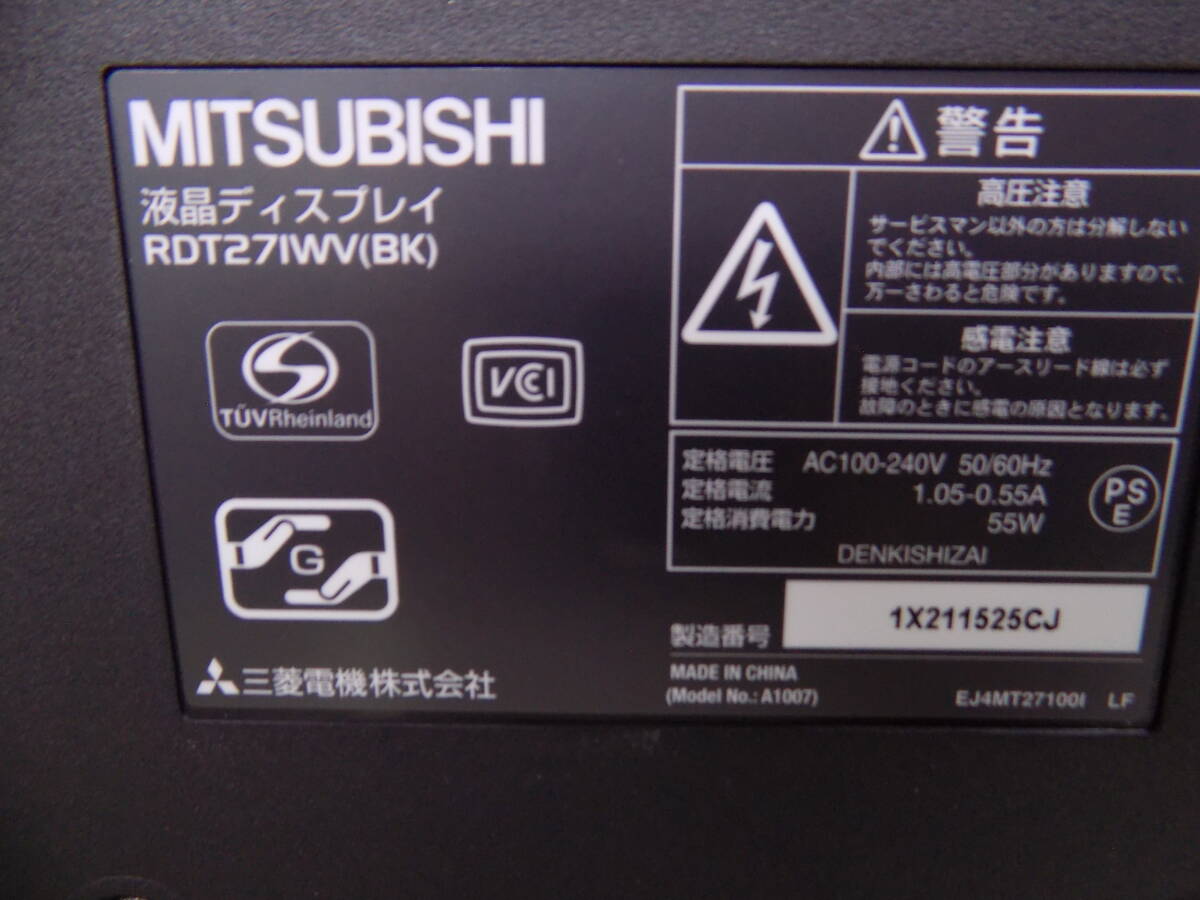 MITSUBISHI
液晶ディスプレイ
RDT271WV(BK)
TÜVRheinland
VCCI
G
三菱電機株式会社
警告
高圧注意
サービスマン以外の方は分解しない
でください。
内部には高電圧部分がありますので、
万一さわると危険です。
感電注意
電源コードのアースリード線は必ず
接地ください。
故障のときに感電の原因となります。
定格電圧 AC100-240V 50/60Hz
定格電流 1.05-0.55A
定格消費電力 55W
PS
E
DENKISHIZAI
製造番号 1X211525CJ
MADE IN CHINA
(Model No.: A1007) EJ4MT27100I LF